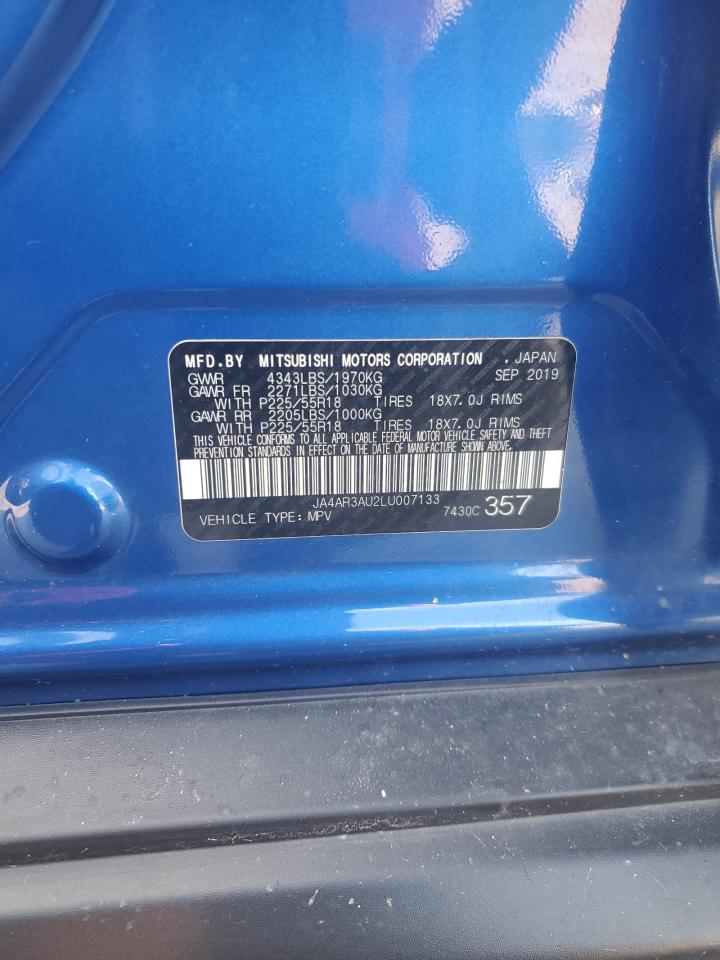 MFD.BY MITSUBISHI MOTORS CORPORATION , JAPAN
GVWR 4343LBS/1970KG SEP 2019
GAWR FR 2271LBS/1030KG
WITH P225/55R18 TIRES 18X7.0J RIMS
GAWR RR 2205LBS/1000KG
WITH P225/55R18 TIRES 18X7.0J RIMS
THIS VEHICLE CONFORMS TO ALL APPLICABLE FEDERAL MOTOR VEHICLE SAFETY AND THEFT
PREVENTION STANDARDS IN EFFECT ON THE DATE OF MANUFACTURE SHOWN ABOVE.
JA4AR3AU2LU007133
VEHICLE TYPE: MPV 7430C 357